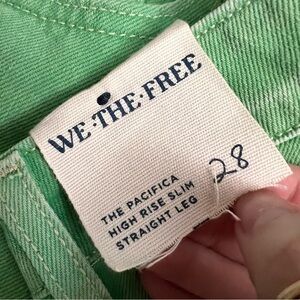 WE·THE·FREE
THE PACIFICA
HIGH RISE SLIM
STRAIGHT LEG
28